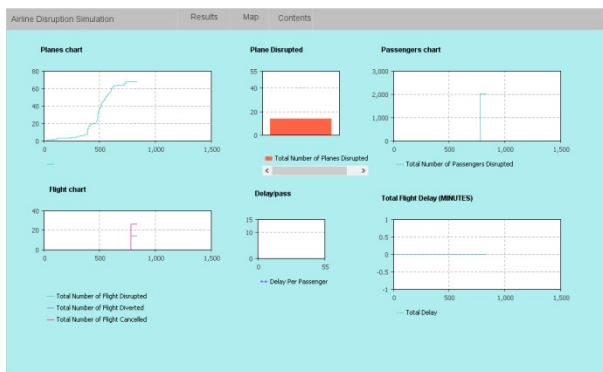 Airline Disruption Simulation Results Map Contents
Planes chart
80
60
40
20
0
0 500 1,000 1,500
Plane Disrupted
55
40
20
0
Total Number of Planes Disrupted
Passengers chart
3,000
2,000
1,000
0
0 500 1,000 1,500
Total Number of Passengers Disrupted
Flight chart
40
20
0
0 500 1,000 1,500
Total Number of Flight Disrupted
Total Number of Flight Diverted
Total Number of Flight Cancelled
Delay/pass
15
10
0
0 55
Delay Per Passenger
Total Flight Delay (MINUTES)
1
0.5
0
-0.5
-1
0 500 1,000 1,500
Total Delay